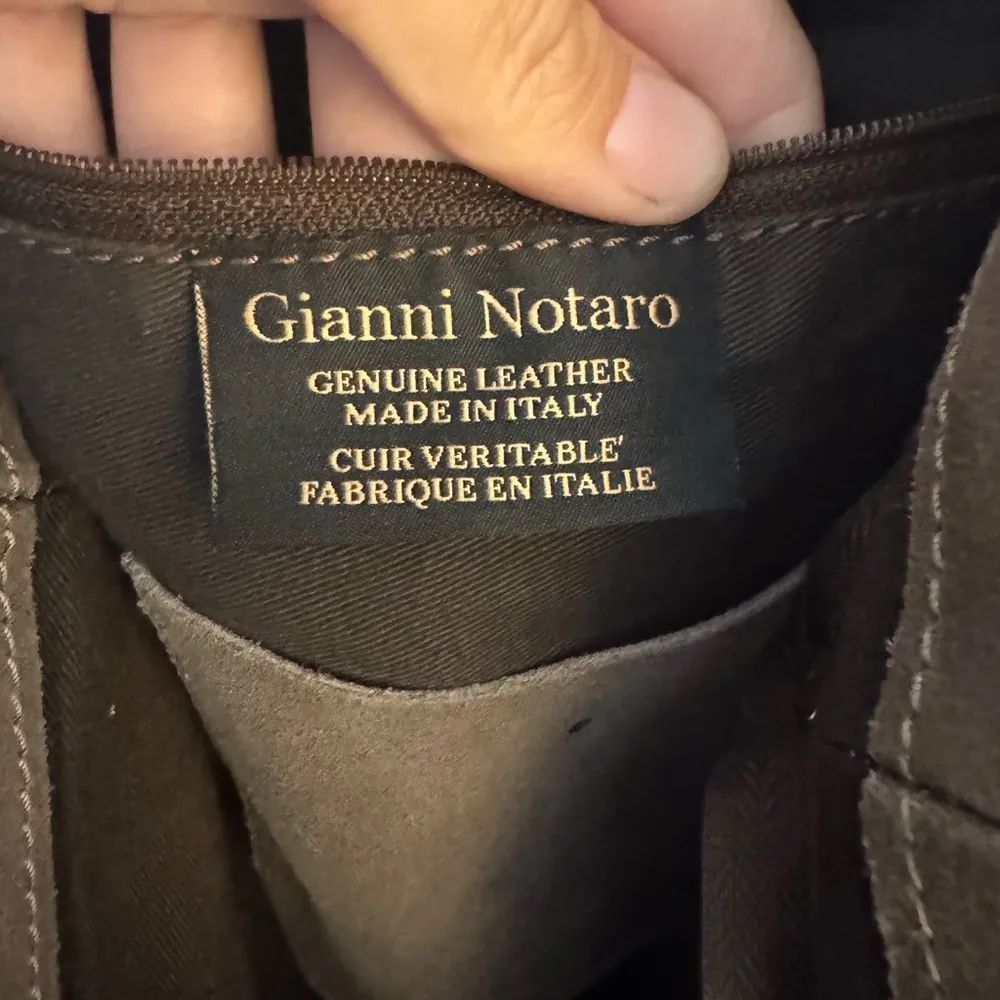 Gianni Notaro
GENUINE LEATHER
MADE IN ITALY
CUIR VERITABLE'
FABRIQUE EN ITALIE